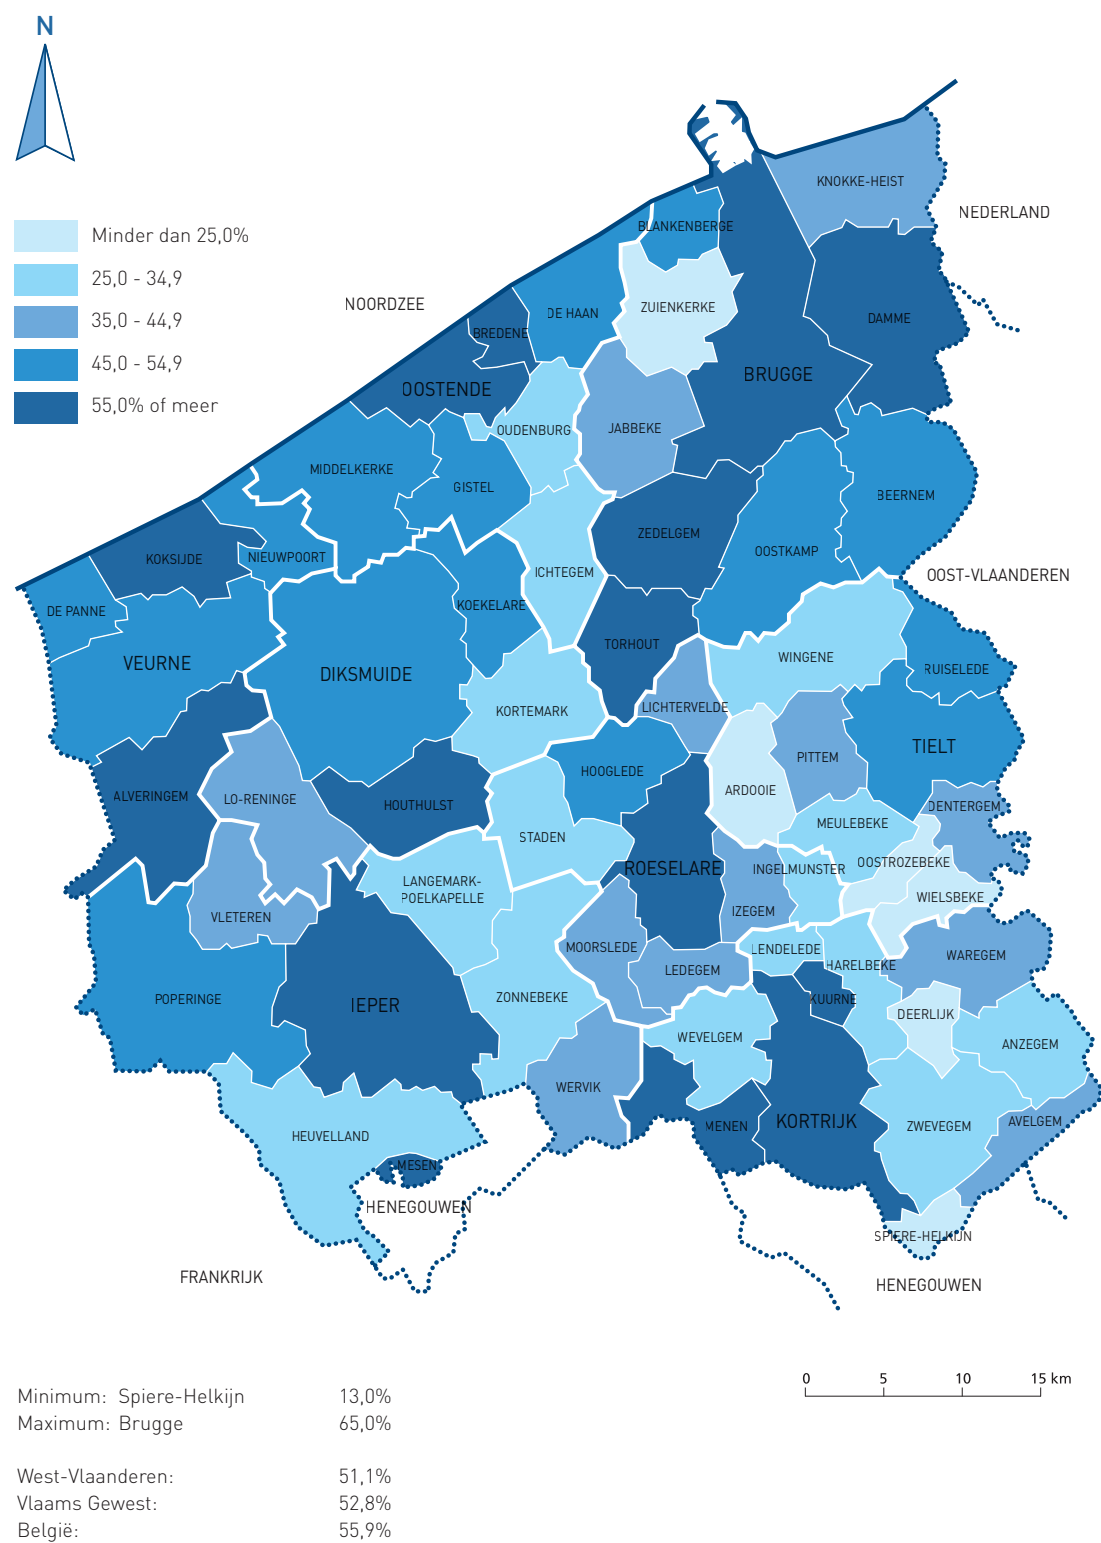 N
KNOKKE-HEIST
NEDERLAND
BLANKENBERGE
Minder dan 25,0%
25,0 - 34,9
35,0 - 44,9
45,0 - 54,9
55,0% of meer
NOORDZEE
DE HAAN
ZUIENKERKE
DAMME
BREDENE
OOSTENDE
BRUGGE
OUDENBURG
JABBEKE
MIDDELKERKE
GISTEL
BEERNEM
ZEDELGEM
OOSTKAMP
KOKSIJDE
NIEUWPOORT
ICHTEGEM
OOST-VLAANDEREN
DE PANNE
KOEKELARE
TORHOUT
VEURNE
DIKSMUIDE
WINGENE
RUISELEDE
KORTEMARK
LICHTERVELDE
TIELT
HOOGLEDE
PITTEM
ALVERINGEM
LO-RENINGE
HOUTHULST
ARDOOIE
DENTERGEM
STADEN
MEULEBEKE
ROESELARE
INGELMUNSTER
OOSTROZEBEKE
LANGEMARK-
POELKAPELLE
WIELSBEKE
VLETEREN
IZEGEM
MOORSLEDE
LENDELEDE
HARELBEKE
WAREGEM
LEDEGEM
POPERINGE
IEPER
ZONNEBEKE
KUURNE
DEERLIJK
WEVELGEM
ANZEGEM
WERVIK
HEUVELLAND
MENEN
KORTRIJK
ZWEVEGEM
AVELGEM
MESEN
HENEGOUWEN
SPIERE-HELKIJN
FRANKRIJK
HENEGOUWEN
0 5 10 15 km
Minimum: Spiere-Helkijn 13,0%
Maximum: Brugge 65,0%
West-Vlaanderen: 51,1%
Vlaams Gewest: 52,8%
België: 55,9%